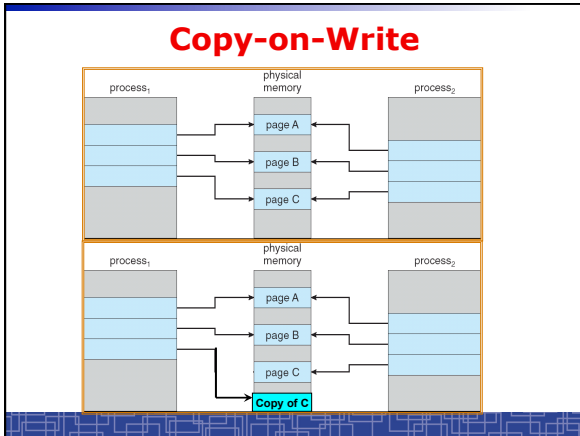 Copy-on-Write
physical
memory
process₁
process₂
page A
page B
page C
physical
memory
process₁
process₂
page A
page B
page C
Copy of C